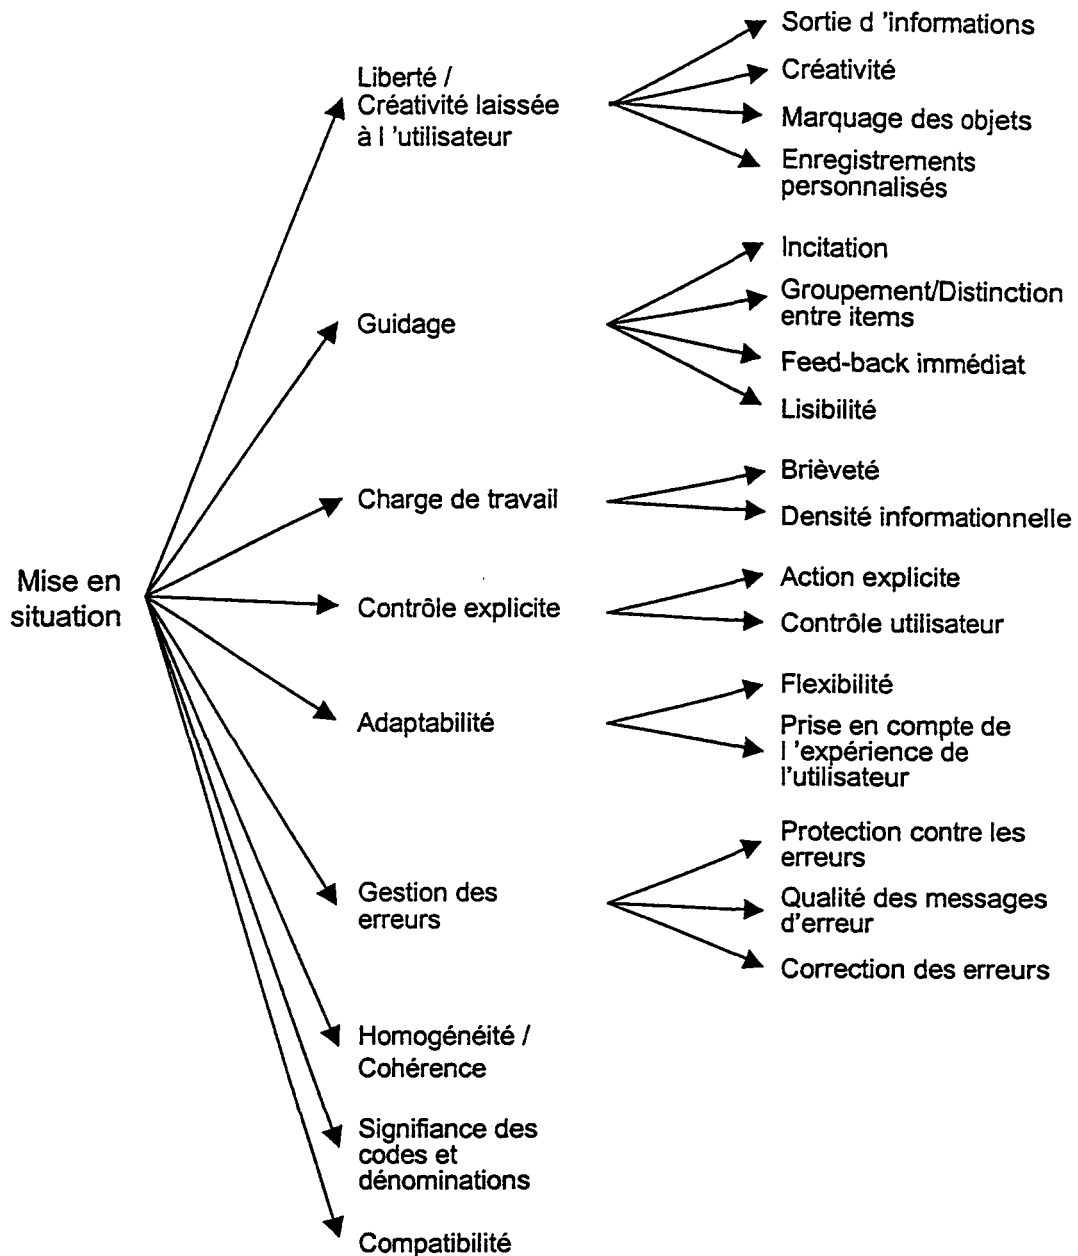 Mise en
situation
Liberté /
Créativité laissée
à l 'utilisateur
Sortie d 'informations
Créativité
Marquage des objets
Enregistrements
personnalisés
Guidage
Incitation
Groupement/Distinction
entre items
Feed-back immédiat
Lisibilité
Charge de travail
Brièveté
Densité informationnelle
Contrôle explicite
Action explicite
Contrôle utilisateur
Adaptabilité
Flexibilité
Prise en compte de
l 'expérience de
l'utilisateur
Gestion des
erreurs
Protection contre les
erreurs
Qualité des messages
d'erreur
Correction des erreurs
Homogénéité /
Cohérence
Signifiance des
codes et
dénominations
Compatibilité